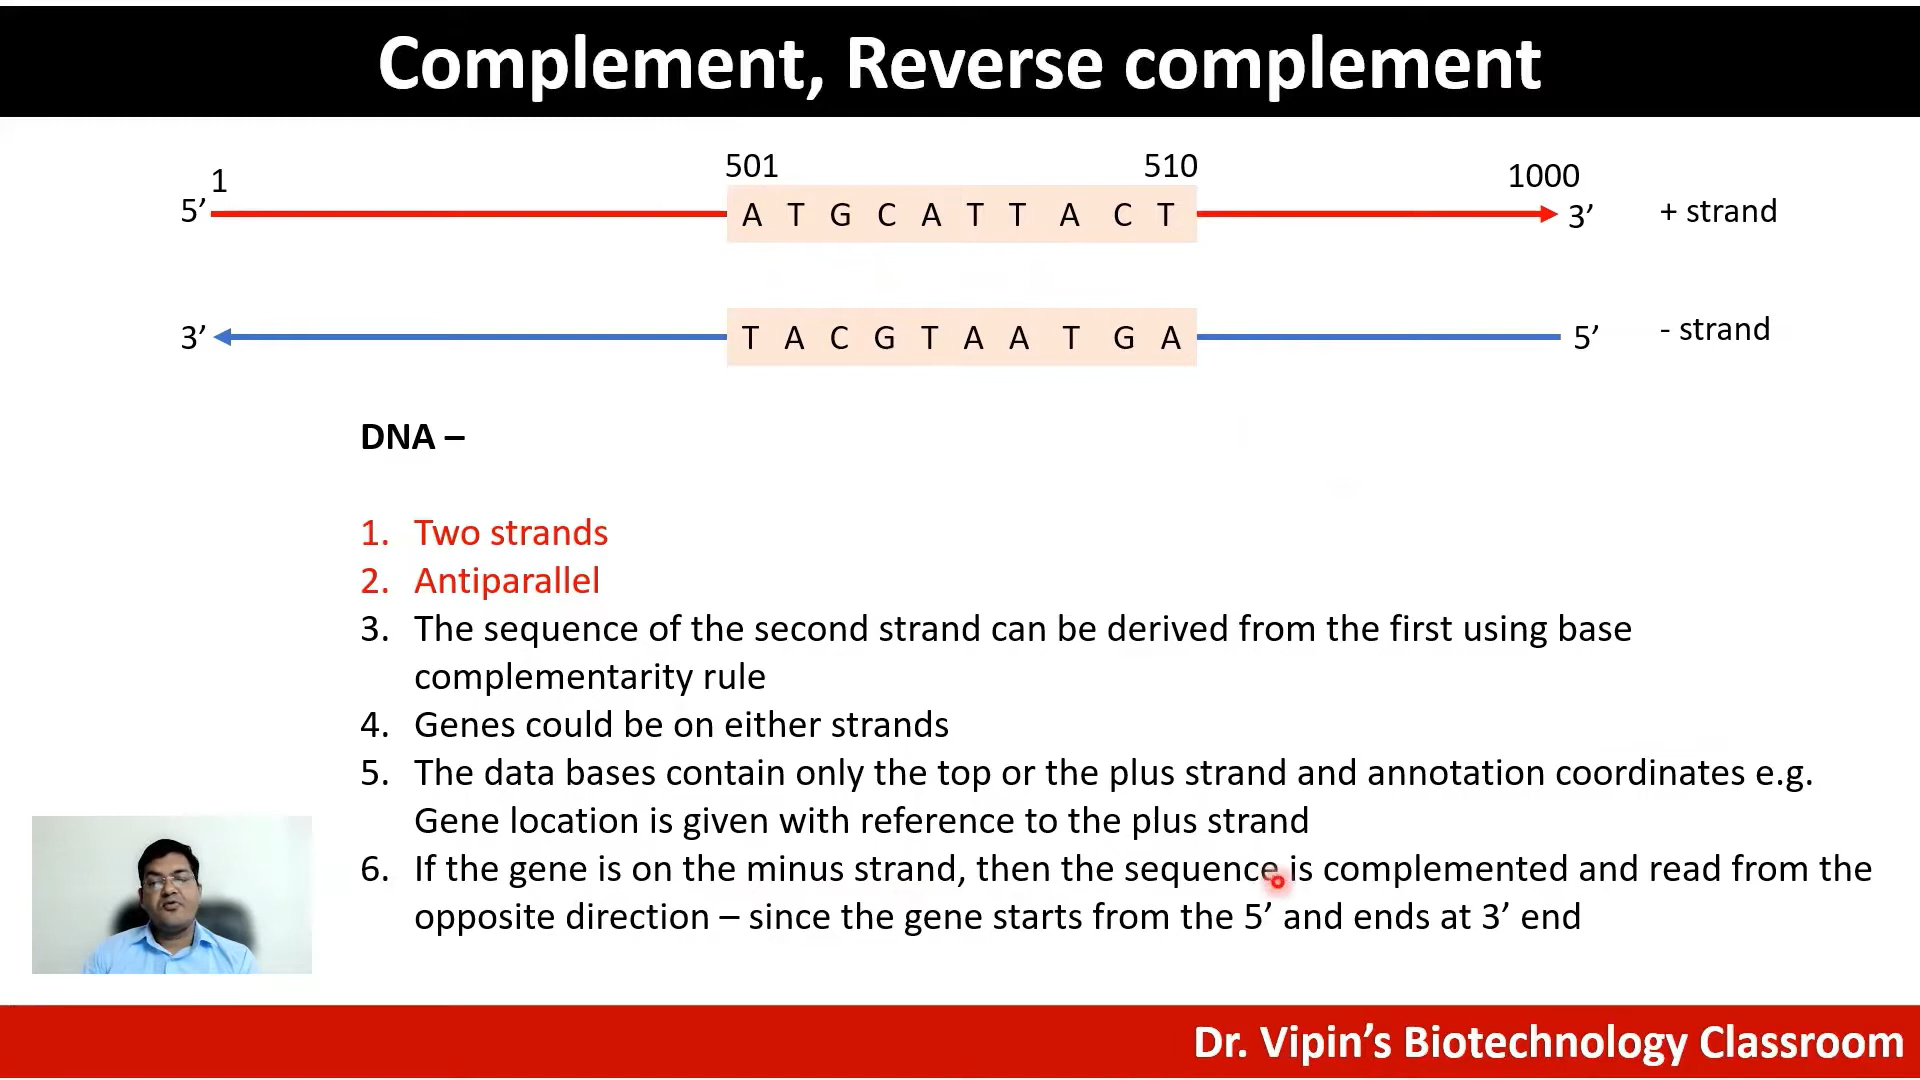 Complement, Reverse complement
1 501 510 1000
5’ A T G C A T T A C T 3’ + strand
3’ T A C G T A A T G A 5’ - strand
DNA –
1. Two strands
2. Antiparallel
3. The sequence of the second strand can be derived from the first using base
complementarity rule
4. Genes could be on either strands
5. The data bases contain only the top or the plus strand and annotation coordinates e.g.
Gene location is given with reference to the plus strand
6. If the gene is on the minus strand, then the sequence is complemented and read from the
opposite direction – since the gene starts from the 5’ and ends at 3’ end
Dr. Vipin’s Biotechnology Classroom